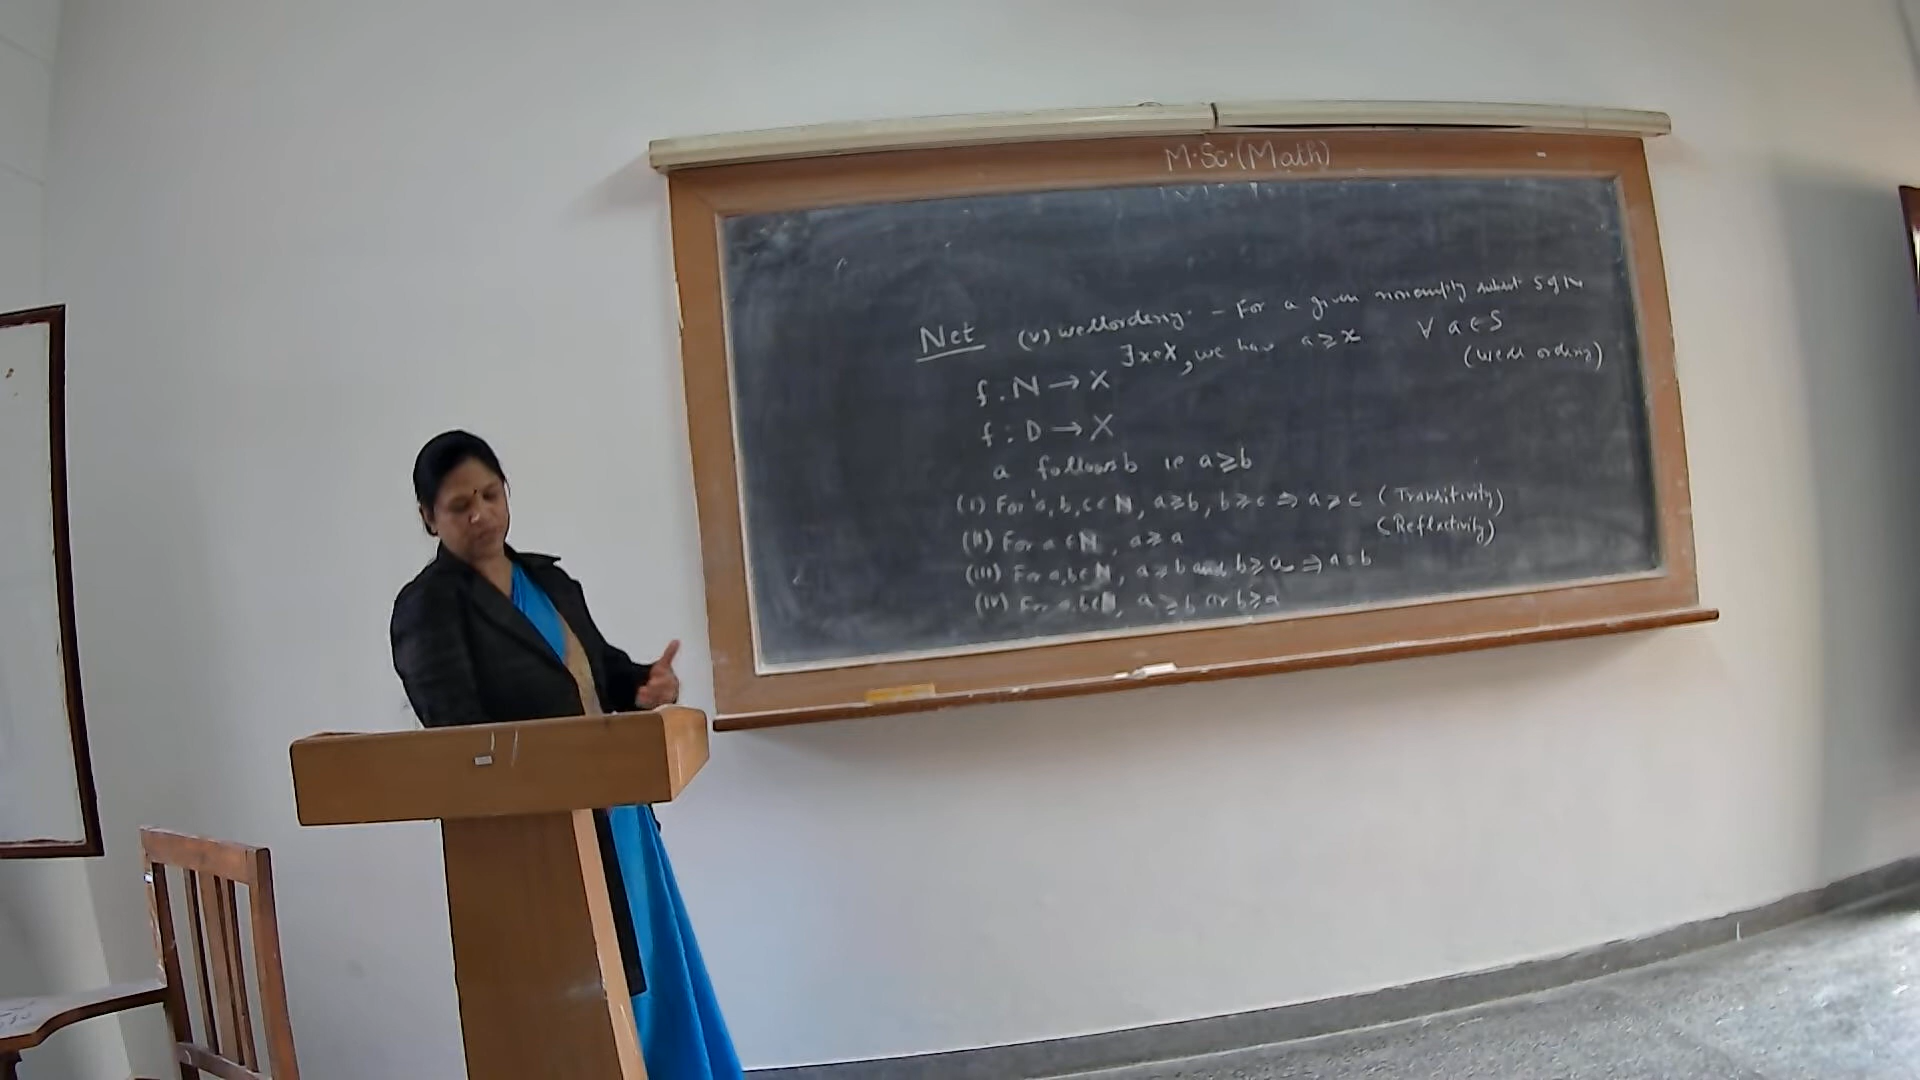 M.Sc.(Math)
Net (v) wellordering. - For a given nonempty subset S of N
∃ x∈X, we have a ≥ x ∀ a ∈ S
(well ordering)
f : N → X
f : D → X
a follows b ie a ≥ b
(i) For a, b, c ∈ N, a ≥ b, b ≥ c ⇒ a ≥ c (Transitivity)
(ii) For a ∈ N, a ≥ a (Reflectivity)
(iii) For a, b ∈ N, a ≥ b and b ≥ a ⇒ a = b
(iv) For a, b ∈ N, a ≥ b or b ≥ a